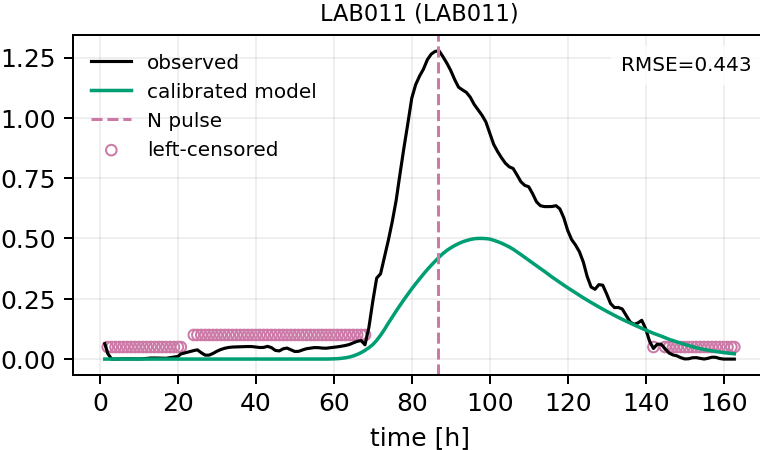 LAB011 (LAB011)
observed
calibrated model
N pulse
left-censored
RMSE=0.443
1.25
1.00
0.75
0.50
0.25
0.00
0 20 40 60 80 100 120 140 160
time [h]